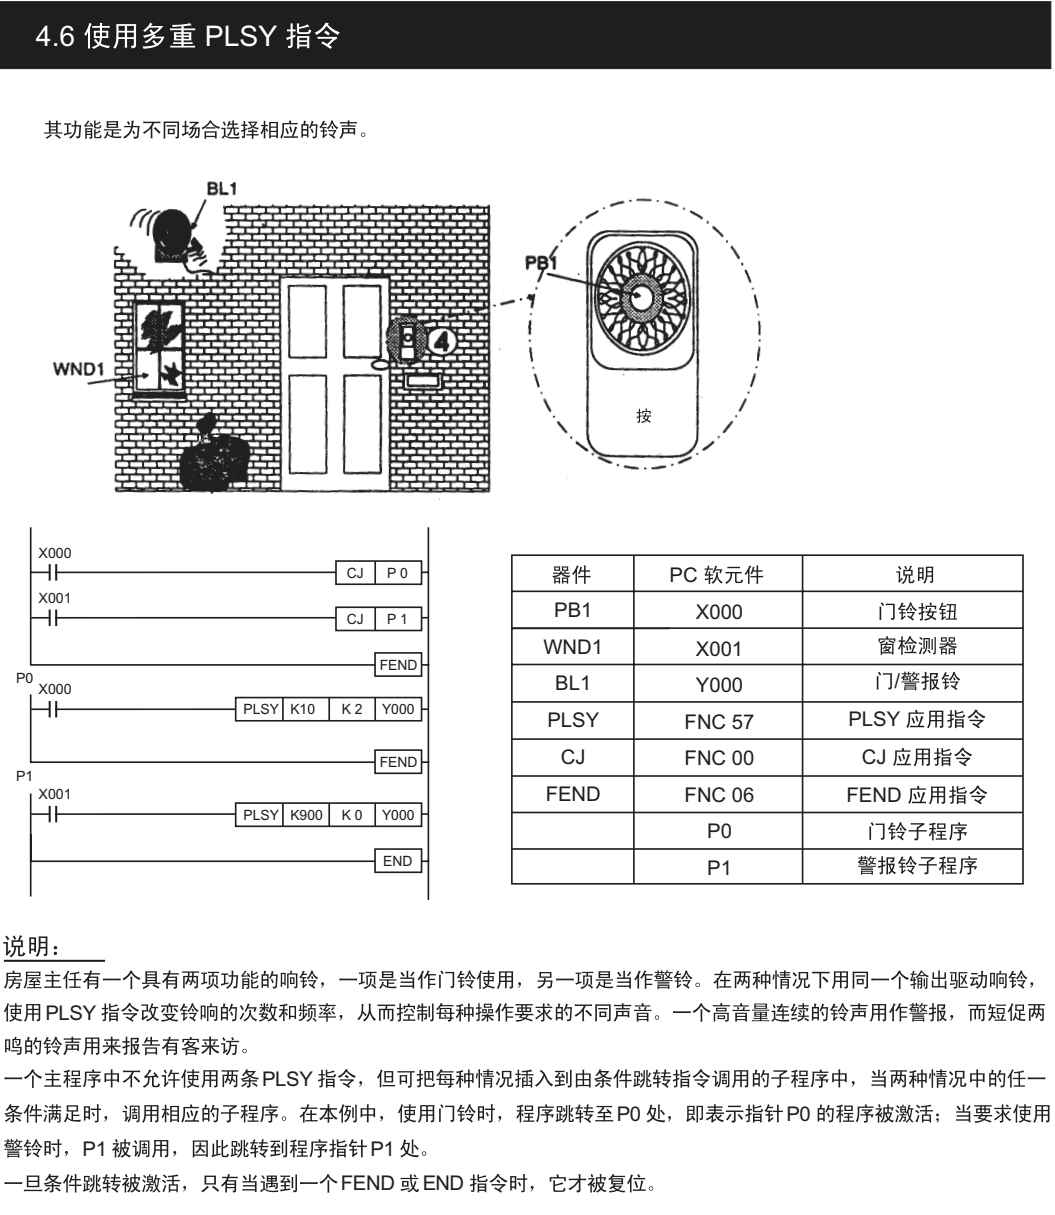 4.6 使用多重 PLSY 指令
其功能是为不同场合选择相应的铃声。
BL1
PB1
4
WND1
按
X000
CJ P 0
X001
CJ P 1
FEND
P0
X000
PLSY K10 K 2 Y000
FEND
P1
X001
PLSY K900 K 0 Y000
END
器件 PC 软元件 说明
PB1 X000 门铃按钮
WND1 X001 窗检测器
BL1 Y000 门/警报铃
PLSY FNC 57 PLSY 应用指令
CJ FNC 00 CJ 应用指令
FEND FNC 06 FEND 应用指令
P0 门铃子程序
P1 警报铃子程序
说明：
房屋主任有一个具有两项功能的响铃，一项是当作门铃使用，另一项是当作警铃。在两种情况下用同一个输出驱动响铃，
使用 PLSY 指令改变铃响的次数和频率，从而控制每种操作要求的不同声音。一个高音量连续的铃声用作警报，而短促两
鸣的铃声用来报告有客来访。
一个主程序中不允许使用两条 PLSY 指令，但可把每种情况插入到由条件跳转指令调用的子程序中，当两种情况中的任一
条件满足时，调用相应的子程序。在本例中，使用门铃时，程序跳转至 P0 处，即表示指针 P0 的程序被激活；当要求使用
警铃时，P1 被调用，因此跳转到程序指针 P1 处。
一旦条件跳转被激活，只有当遇到一个 FEND 或 END 指令时，它才被复位。